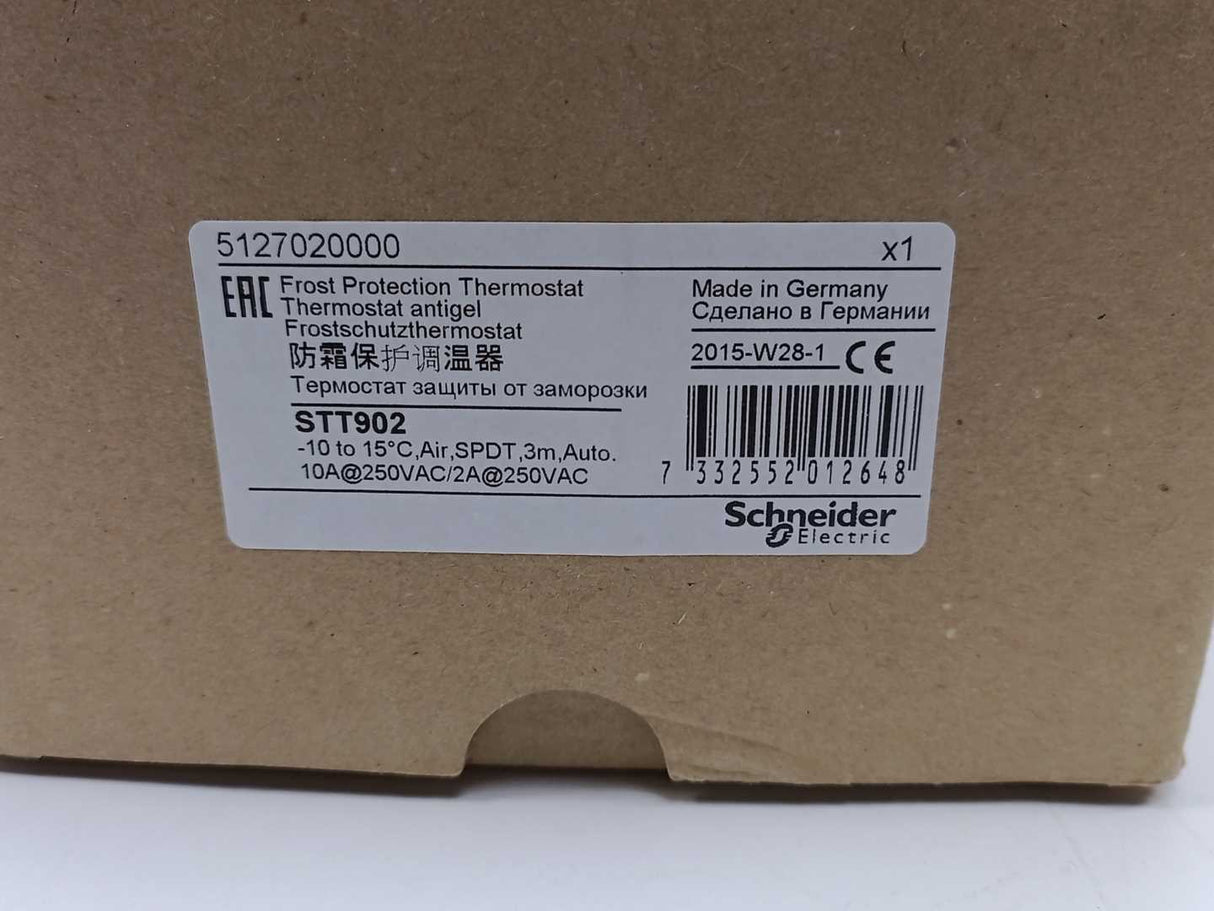 5127020000 x1
EAC Frost Protection Thermostat
Thermostat antigel
Frostschutzthermostat
防霜保护调温器
Термостат защиты от заморозки
STT902
-10 to 15°C,Air,SPDT,3m,Auto.
10A@250VAC/2A@250VAC
Made in Germany
Сделано в Германии
2015-W28-1 CE
7 332552 012648
Schneider
Electric